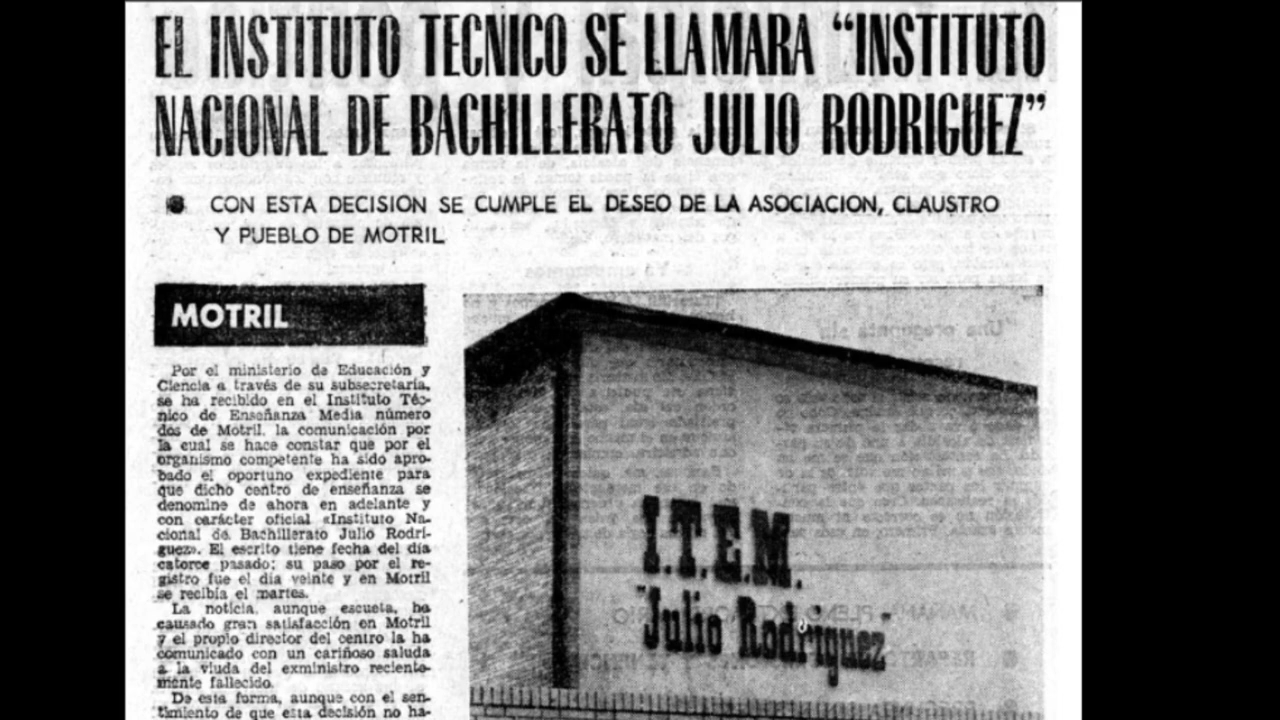 EL INSTITUTO TECNICO SE LLAMARA “INSTITUTO
NACIONAL DE BACHILLERATO JULIO RODRIGUEZ”
CON ESTA DECISION SE CUMPLE EL DESEO DE LA ASOCIACION, CLAUSTRO
Y PUEBLO DE MOTRIL
MOTRIL
Por el ministerio de Educación y
Ciencia a través de su subsecretaría,
se ha recibido en el Instituto Téc-
nico de Enseñanza Media número
dos de Motril, la comunicación por
la cual se hace constar que por el
organismo competente ha sido apro-
bado el oportuno expediente para
que dicho centro de enseñanza se
denomine de ahora en adelante y
con carácter oficial «Instituto Na-
cional de Bachillerato Julio Rodrí-
guez». El escrito tiene fecha del día
catorce pasado; su paso por el re-
gistro fue el día veinte y en Motril
se recibía el martes.
La noticia, aunque escueta, ha
causado gran satisfacción en Motril
y el propio director del centro la ha
comunicado con un cariñoso saluda
a la viuda del exministro reciente-
mente fallecido.
De esta forma, aunque con el sen-
timiento de que esta decisión no ha-
I.T.E.M.
"Julio Rodriguez